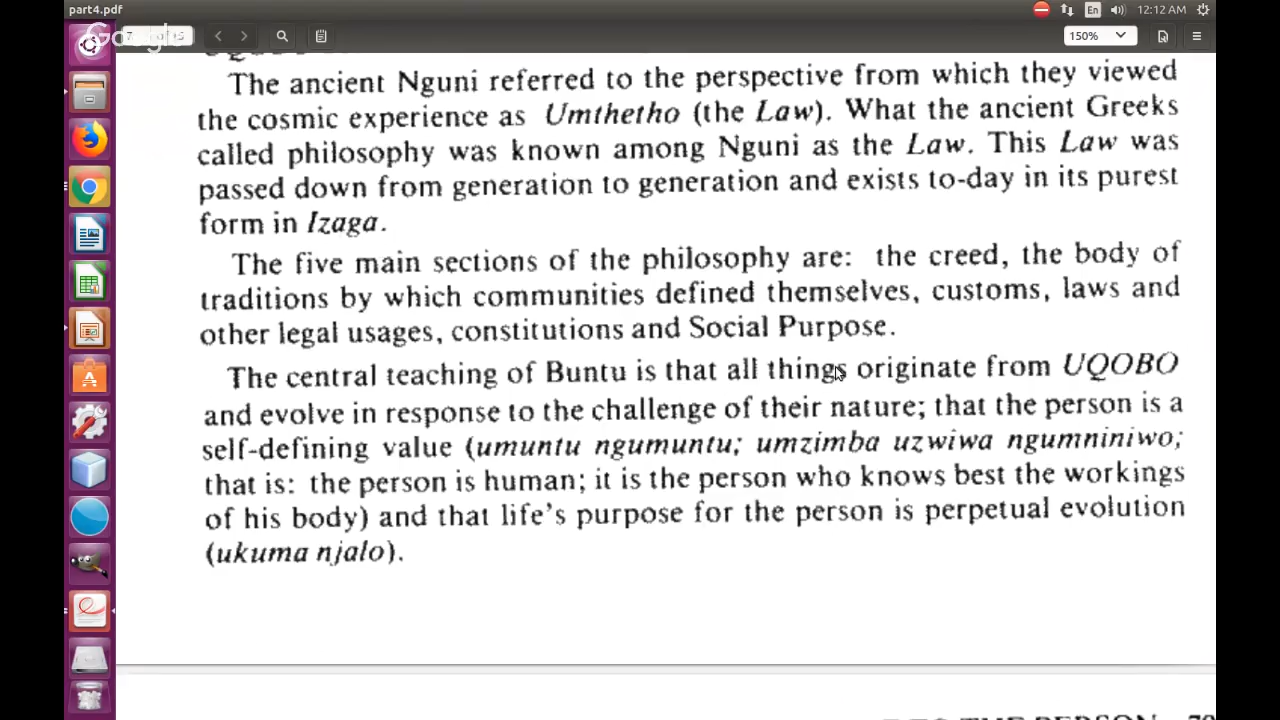 part4.pdf
En
12:12 AM
Google
7
150%
The ancient Nguni referred to the perspective from which they viewed
the cosmic experience as Umthetho (the Law). What the ancient Greeks
called philosophy was known among Nguni as the Law. This Law was
passed down from generation to generation and exists to-day in its purest
form in Izaga.
The five main sections of the philosophy are: the creed, the body of
traditions by which communities defined themselves, customs, laws and
other legal usages, constitutions and Social Purpose.
The central teaching of Buntu is that all things originate from UQOBO
and evolve in response to the challenge of their nature; that the person is a
self-defining value (umuntu ngumuntu; umzimba uzwiwa ngumniniwo;
that is: the person is human; it is the person who knows best the workings
of his body) and that life's purpose for the person is perpetual evolution
(ukuma njalo).
THE PERSON